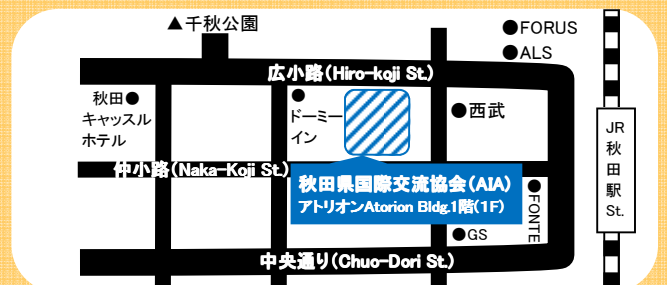 ▲千秋公園
●FORUS
●ALS
広小路(Hiro-koji St.)
秋田●
キャッスル
ホテル
●
ドーミー
イン
●西武
JR
秋
田
駅
St.
仲小路(Naka-Koji St.)
秋田県国際交流協会(AIA)
アトリオンAtorion Bldg.1階(1F)
●FONTE
●GS
中央通り(Chuo-Dori St.)